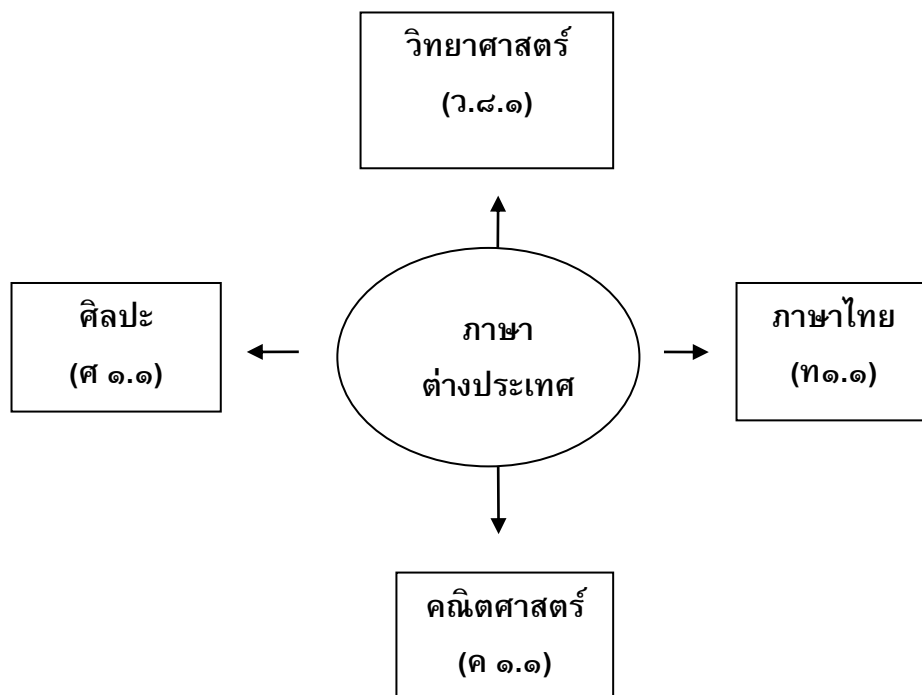 วิทยาศาสตร์
(ว.๘.๑)
ศิลปะ
(ศ ๑.๑)
ภาษา
ต่างประเทศ
ภาษาไทย
(ท๑.๑)
คณิตศาสตร์
(ค ๑.๑)